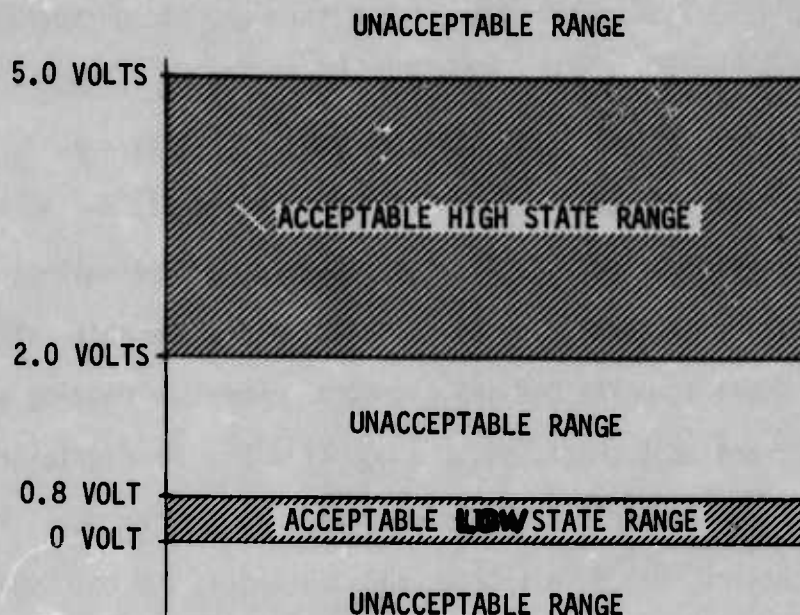 UNACCEPTABLE RANGE
5.0 VOLTS
ACCEPTABLE HIGH STATE RANGE
2.0 VOLTS
UNACCEPTABLE RANGE
0.8 VOLT
ACCEPTABLE LOW STATE RANGE
0 VOLT
UNACCEPTABLE RANGE